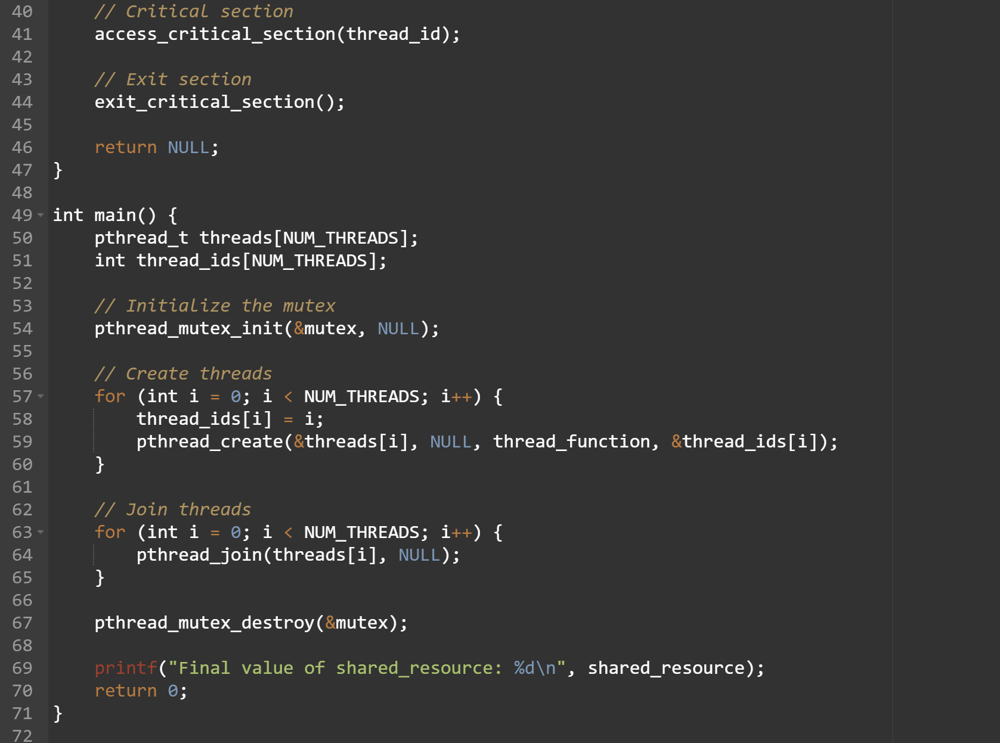 40     // Critical section
41     access_critical_section(thread_id);
42
43     // Exit section
44     exit_critical_section();
45
46     return NULL;
47 }
48
49 int main() {
50     pthread_t threads[NUM_THREADS];
51     int thread_ids[NUM_THREADS];
52
53     // Initialize the mutex
54     pthread_mutex_init(&mutex, NULL);
55
56     // Create threads
57     for (int i = 0; i < NUM_THREADS; i++) {
58         thread_ids[i] = i;
59         pthread_create(&threads[i], NULL, thread_function, &thread_ids[i]);
60     }
61
62     // Join threads
63     for (int i = 0; i < NUM_THREADS; i++) {
64         pthread_join(threads[i], NULL);
65     }
66
67     pthread_mutex_destroy(&mutex);
68
69     printf("Final value of shared_resource: %d\n", shared_resource);
70     return 0;
71 }
72